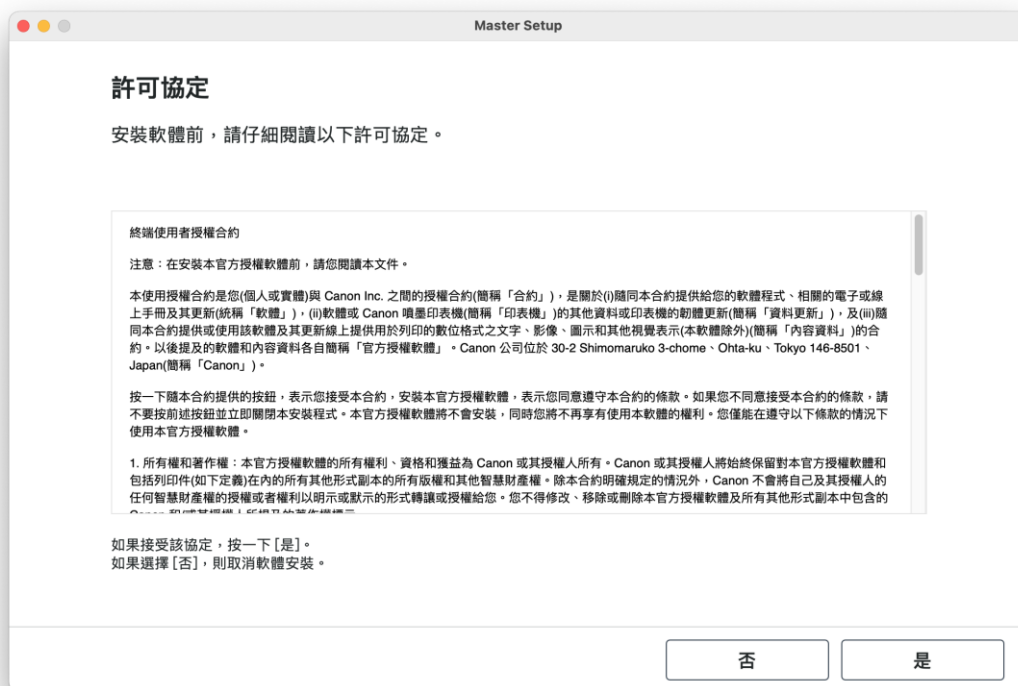 Master Setup
許可協定
安裝軟體前，請仔細閱讀以下許可協定。
終端使用者授權合約
注意：在安裝本官方授權軟體前，請您閱讀本文件。
本使用授權合約是您(個人或實體)與 Canon Inc. 之間的授權合約(簡稱「合約」)，是關於(i)隨同本合約提供給您的軟體程式、相關的電子或線
上手冊及其更新(統稱「軟體」)，(ii)軟體或 Canon 噴墨印表機(簡稱「印表機」)的其他資料或印表機的韌體更新(簡稱「資料更新」)，及(iii)隨
同本合約提供或使用該軟體及其更新線上提供用於列印的數位格式之文字、影像、圖示和其他視覺表示(本軟體除外)(簡稱「內容資料」)的合
約。以後提及的軟體和內容資料各自簡稱「官方授權軟體」。Canon 公司位於 30-2 Shimomaruko 3-chome、Ohta-ku、Tokyo 146-8501、
Japan(簡稱「Canon」)。
按一下隨本合約提供的按鈕，表示您接受本合約，安裝本官方授權軟體，表示您同意遵守本合約的條款。如果您不同意接受本合約的條款，請
不要按前述按鈕並立即關閉本安裝程式。本官方授權軟體將不會安裝，同時您將不再享有使用本軟體的權利。您僅能在遵守以下條款的情況下
使用本官方授權軟體。
1. 所有權和著作權：本官方授權軟體的所有權利、資格和獲益為 Canon 或其授權人所有。Canon 或其授權人將始終保留對本官方授權軟體和
包括列印件(如下定義)在內的所有其他形式副本的所有版權和其他智慧財產權。除本合約明確規定的情況外，Canon 不會將自己及其授權人的
任何智慧財產權的授權或者權利以明示或默示的形式轉讓或授權給您。您不得修改、移除或刪除本官方授權軟體及所有其他形式副本中包含的
Canon 和/或其授權人所提及的著作權標示
如果接受該協定，按一下 [是]。
如果選擇 [否]，則取消軟體安裝。
否
是